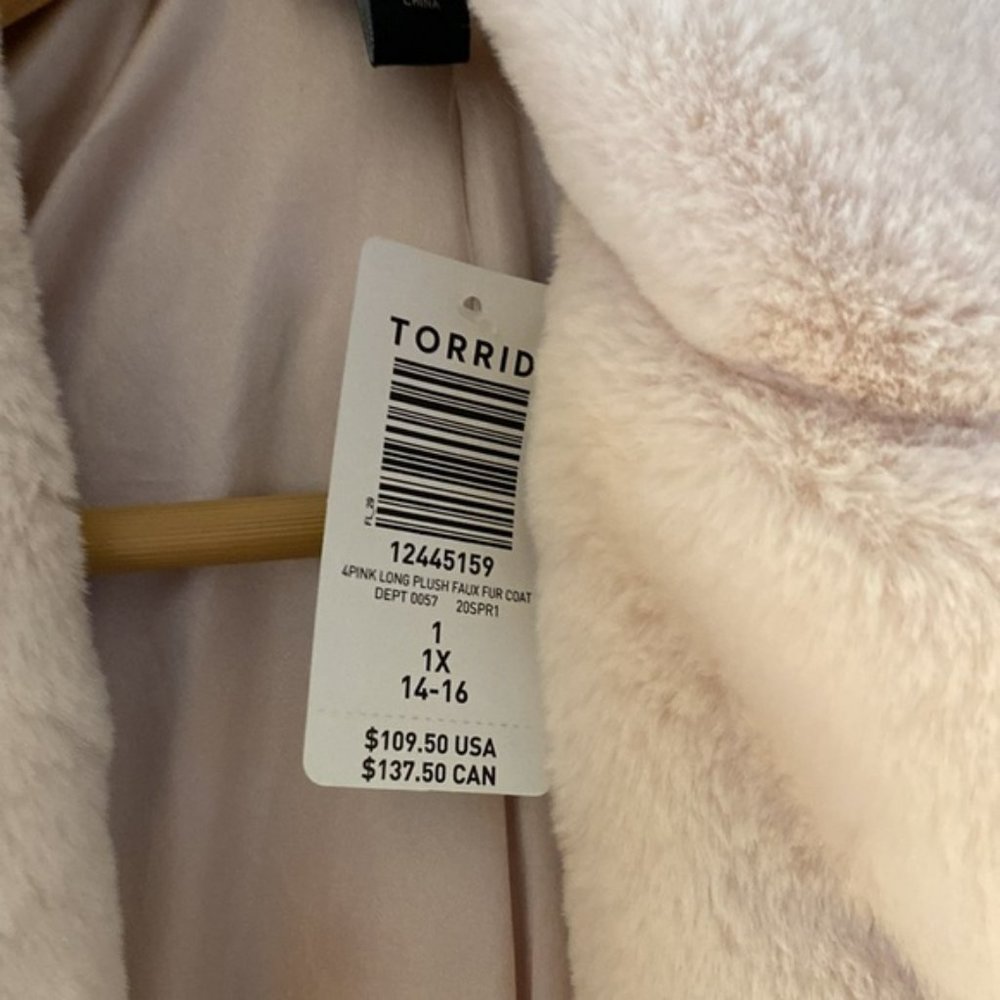 CHINA
TORRID
FL_29
12445159
4PINK LONG PLUSH FAUX FUR COAT
DEPT 0057 20SPR1
1
1X
14-16
$109.50 USA
$137.50 CAN